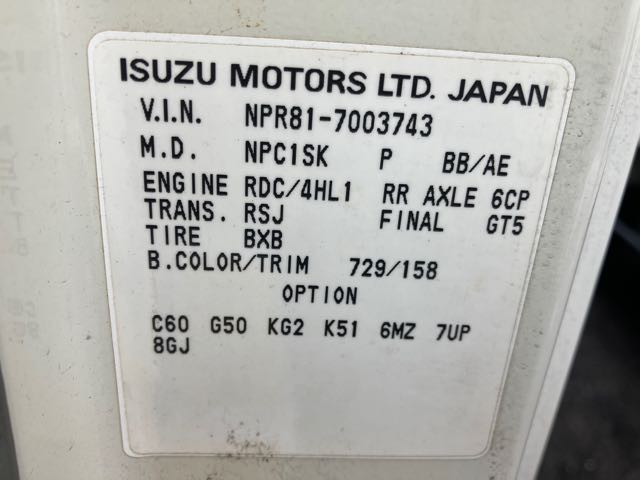 ISUZU MOTORS LTD. JAPAN
V.I.N. NPR81-7003743
M.D. NPC1SK P BB/AE
ENGINE RDC/4HL1 RR AXLE 6CP
TRANS. RSJ FINAL GT5
TIRE BXB
B.COLOR/TRIM 729/158
OPTION
C60 G50 KG2 K51 6MZ 7UP
8GJ